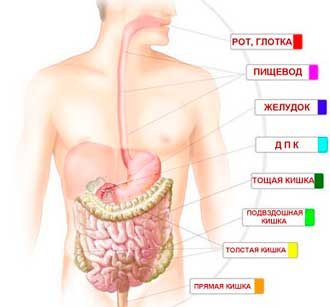 РОТ, ГЛОТКА
ПИЩЕВОД
ЖЕЛУДОК
Д П К
ТОЩАЯ КИШКА
ПОДВЗДОШНАЯ
КИШКА
ТОЛСТАЯ КИШКА
ПРЯМАЯ КИШКА